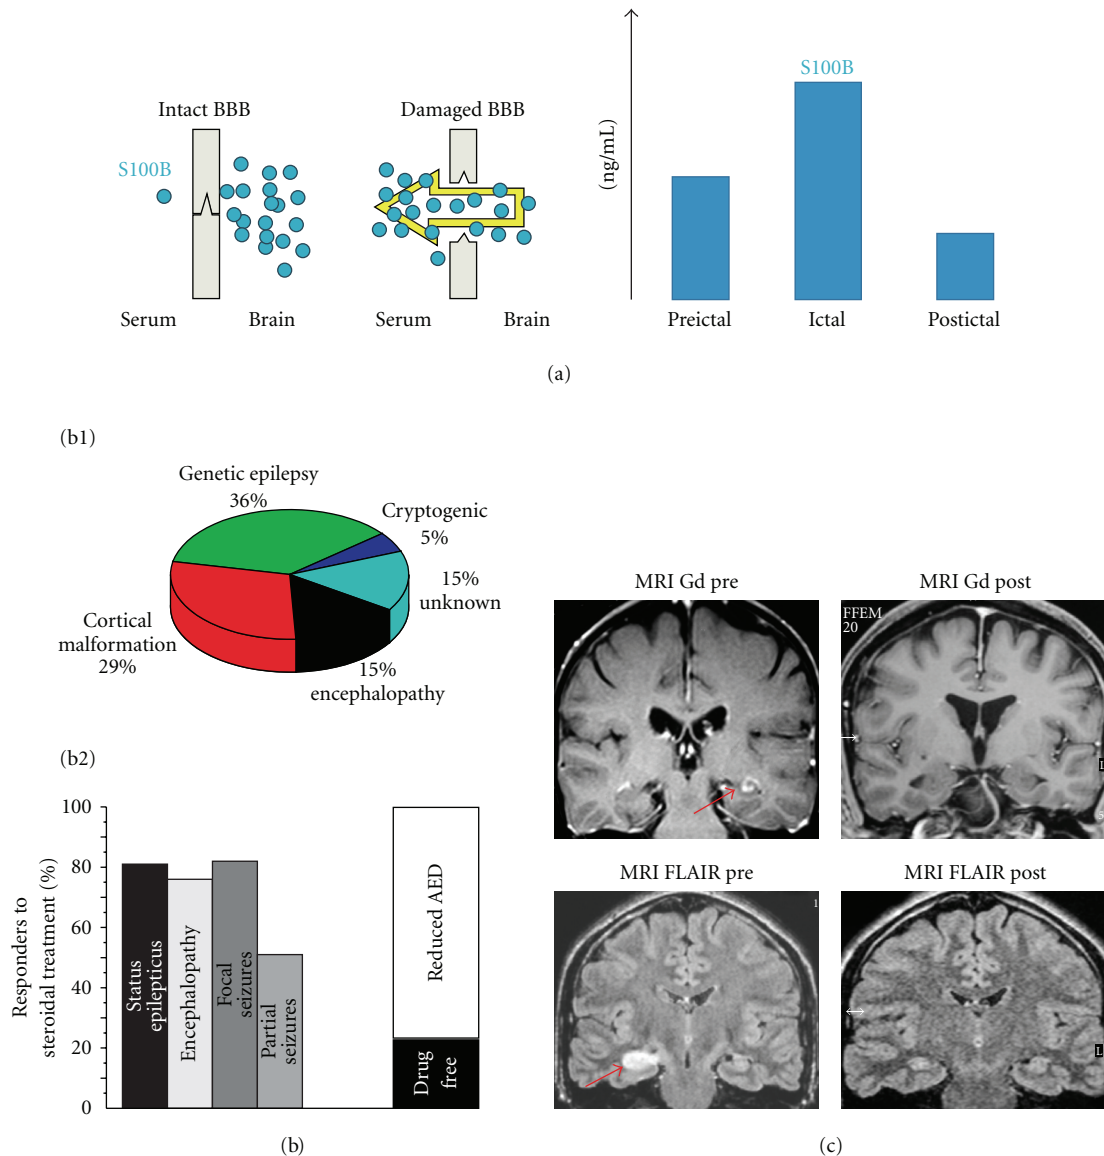 Intact BBB
Damaged BBB
S100B
Serum
Brain
Serum
Brain
(ng/mL)
S100B
Preictal
Ictal
Postictal
(a)
(b1)
Genetic epilepsy
36%
Cryptogenic
5%
15%
unknown
Cortical
malformation
29%
15%
encephalopathy
(b2)
Responders to
steroidal treatment (%)
100
80
60
40
20
0
Status
epilepticus
Encephalopathy
Focal
seizures
Partial
seizures
Reduced AED
Drug
free
(b)
MRI Gd pre
MRI Gd post
FFEM
20
L
5
MRI FLAIR pre
1
MRI FLAIR post
L
(c)